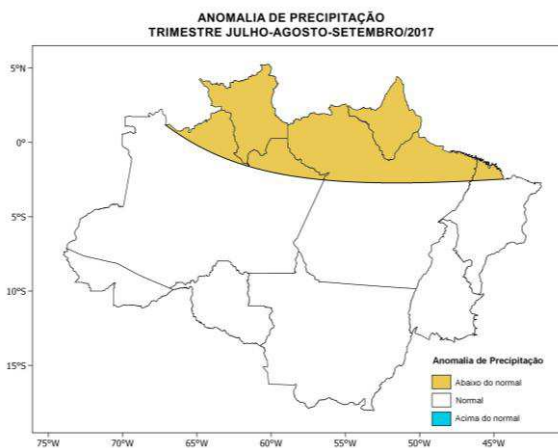 ANOMALIA DE PRECIPITAÇÃO
TRIMESTRE JULHO-AGOSTO-SETEMBRO/2017
5°N
0°
5°S
10°S
15°S
Anomalia de Precipitação
Abaixo do normal
Normal
Acima do normal
75°W 70°W 65°W 60°W 55°W 50°W 45°W